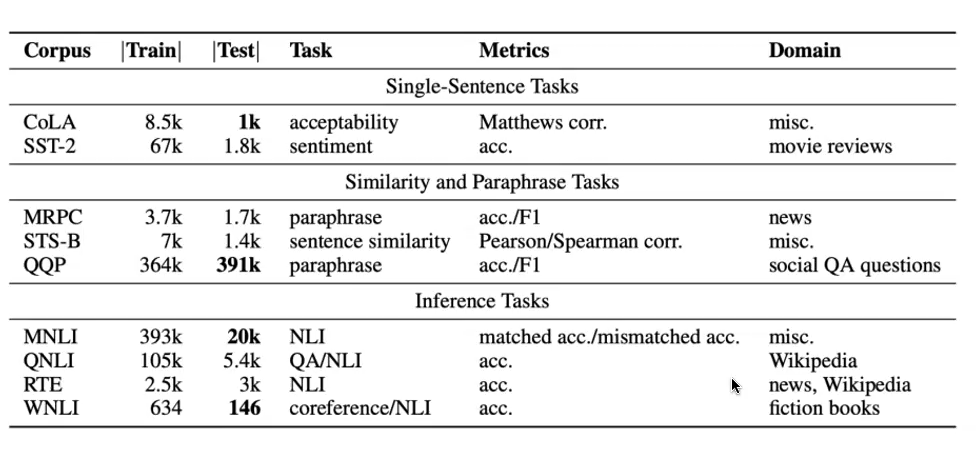 Corpus |Train| |Test| Task Metrics Domain
Single-Sentence Tasks
CoLA 8.5k 1k acceptability Matthews corr. misc.
SST-2 67k 1.8k sentiment acc. movie reviews
Similarity and Paraphrase Tasks
MRPC 3.7k 1.7k paraphrase acc./F1 news
STS-B 7k 1.4k sentence similarity Pearson/Spearman corr. misc.
QQP 364k 391k paraphrase acc./F1 social QA questions
Inference Tasks
MNLI 393k 20k NLI matched acc./mismatched acc. misc.
QNLI 105k 5.4k QA/NLI acc. Wikipedia
RTE 2.5k 3k NLI acc. news, Wikipedia
WNLI 634 146 coreference/NLI acc. fiction books